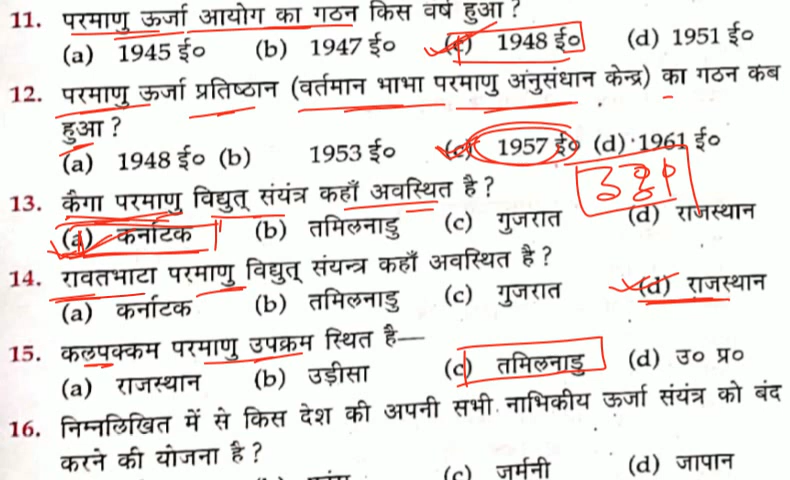 11. परमाणु ऊर्जा आयोग का गठन किस वर्ष हुआ ?
(a) 1945 ई० (b) 1947 ई० (c) 1948 ई० (d) 1951 ई०
12. परमाणु ऊर्जा प्रतिष्ठान (वर्तमान भाभा परमाणु अनुसंधान केन्द्र) का गठन कब
हुआ ?
(a) 1948 ई० (b) 1953 ई० (c) 1957 ई० (d) 1961 ई०
13. कैगा परमाणु विद्युत् संयंत्र कहाँ अवस्थित है ?
(a) कर्नाटक (b) तमिलनाडु (c) गुजरात (d) राजस्थान
14. रावतभाटा परमाणु विद्युत् संयन्त्र कहाँ अवस्थित है ?
(a) कर्नाटक (b) तमिलनाडु (c) गुजरात (d) राजस्थान
15. कलपक्कम परमाणु उपक्रम स्थित है—
(a) राजस्थान (b) उड़ीसा (c) तमिलनाडु (d) उ० प्र०
16. निम्नलिखित में से किस देश की अपनी सभी नाभिकीय ऊर्जा संयंत्र को बंद
करने की योजना है ?
(c) जर्मनी (d) जापान